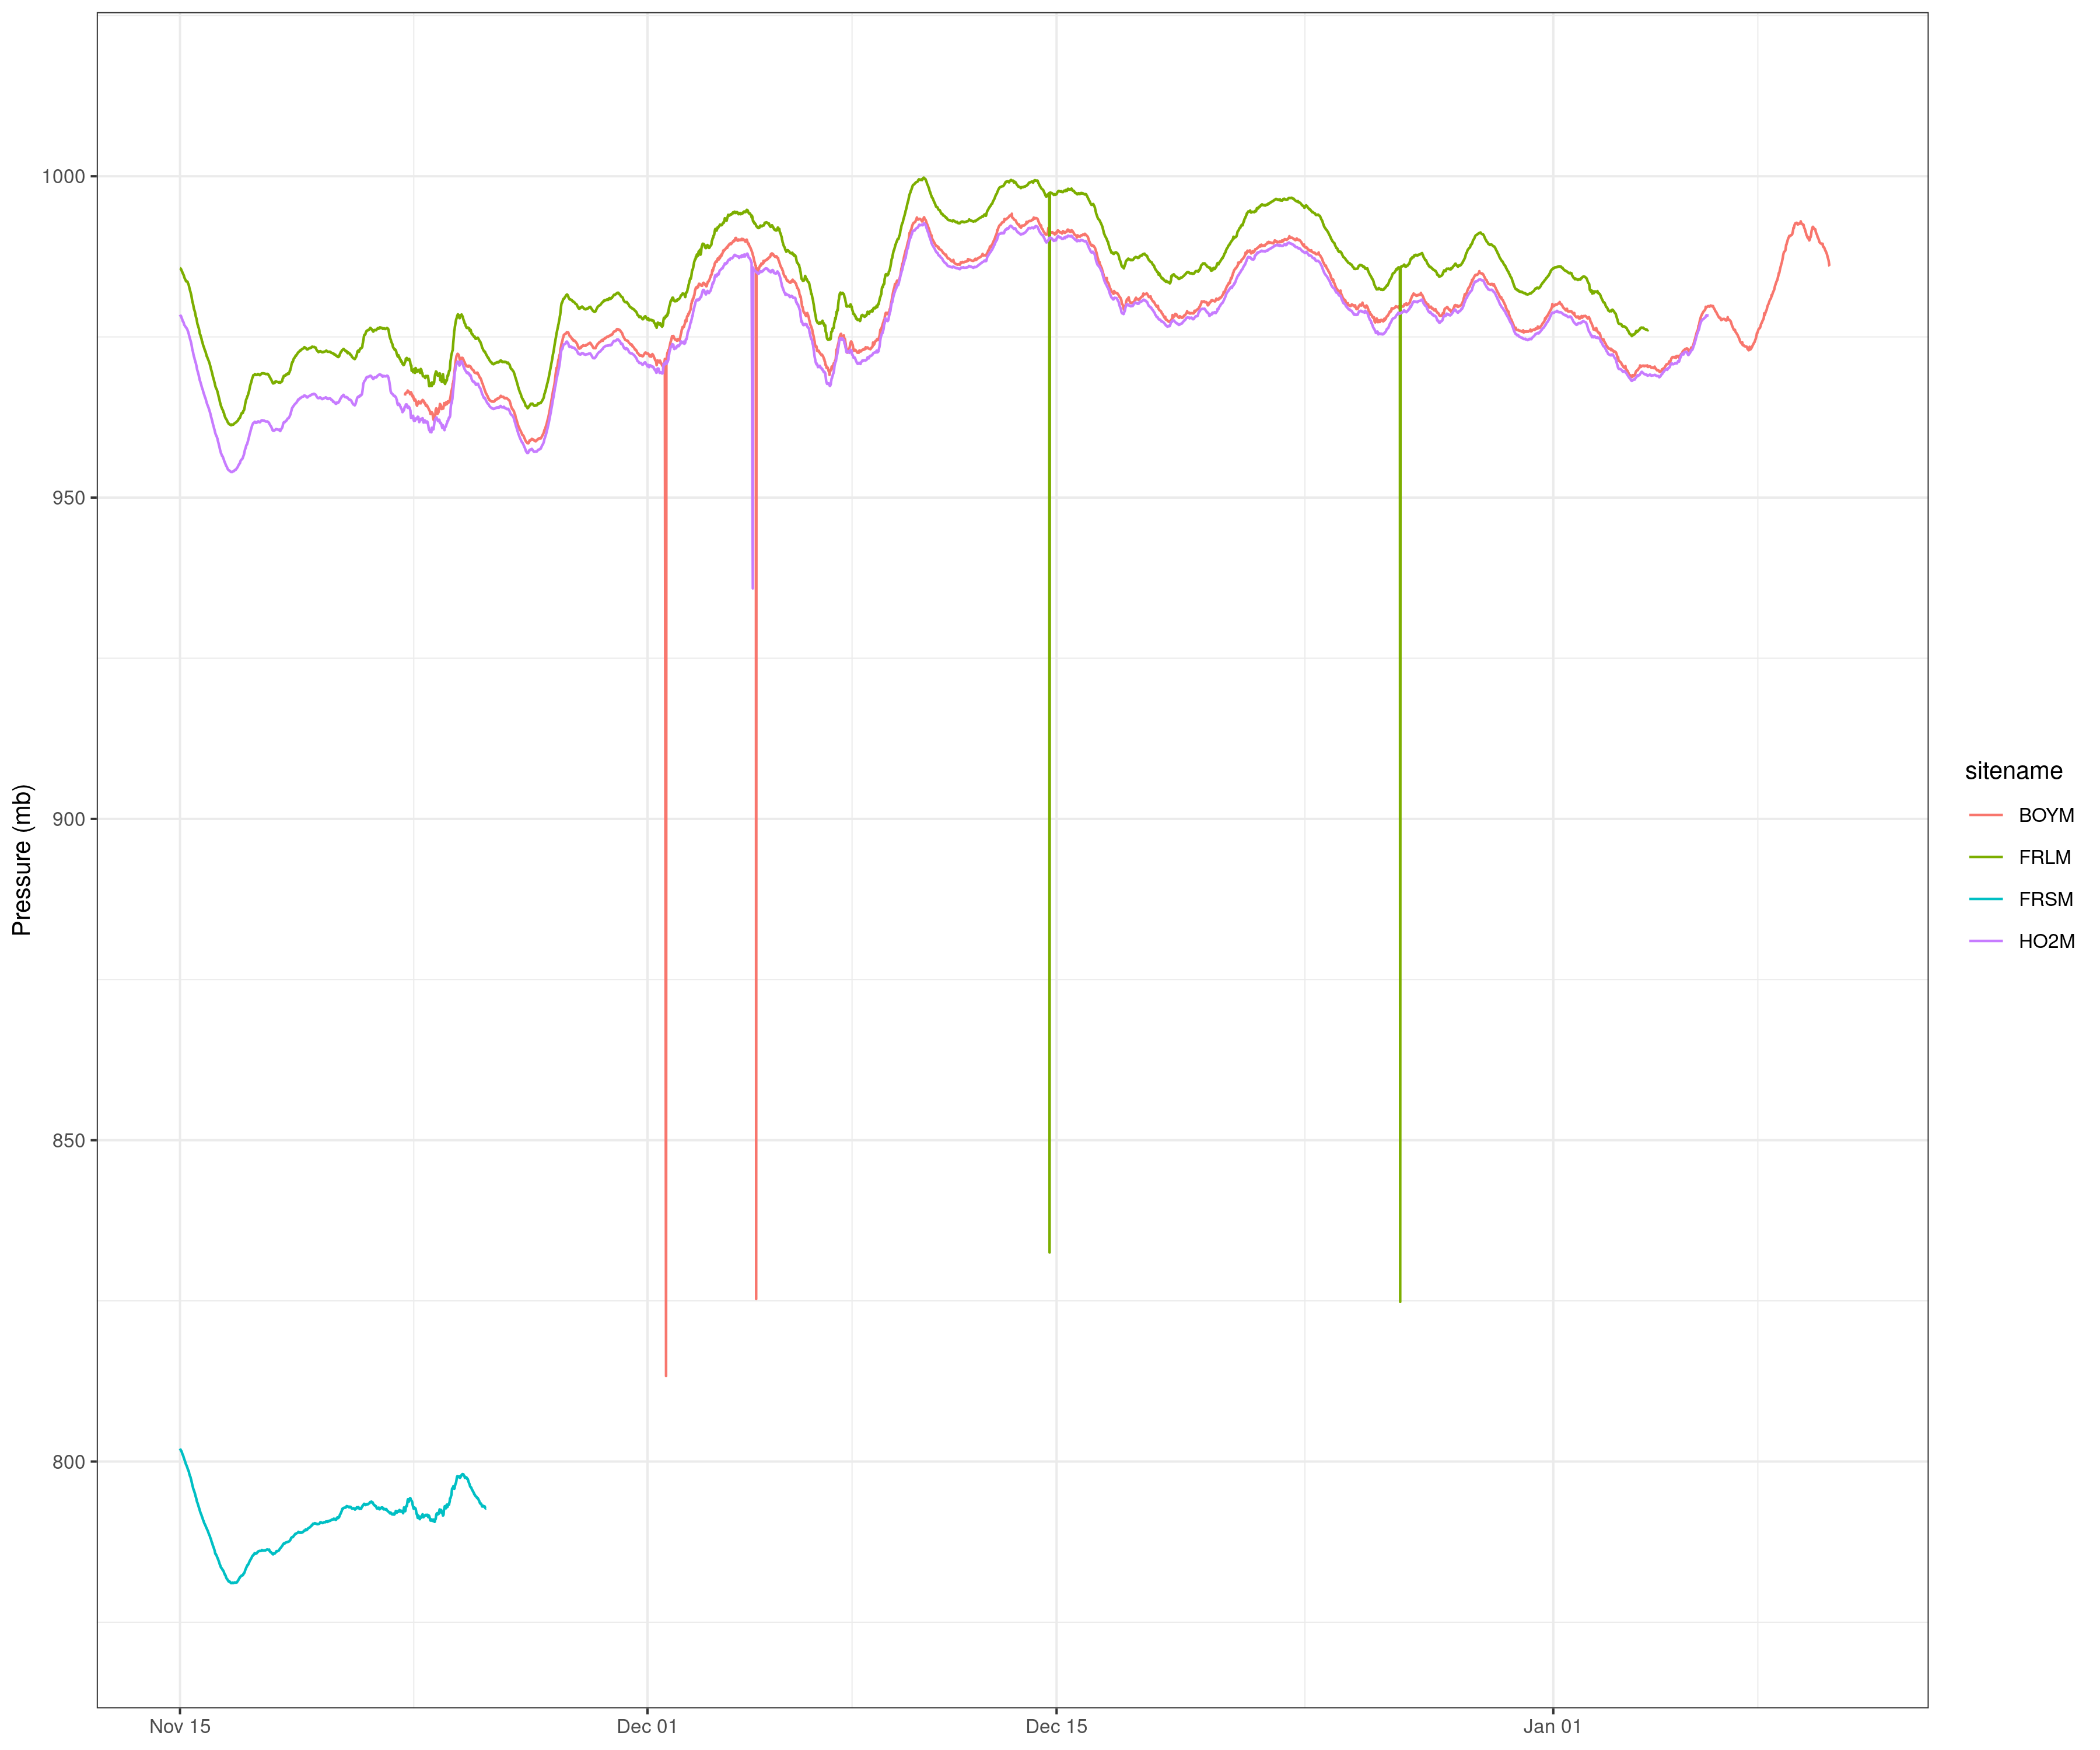 1000
950
900
850
800
Pressure (mb)
Nov 15
Dec 01
Dec 15
Jan 01
sitename
BOYM
FRLM
FRSM
HO2M